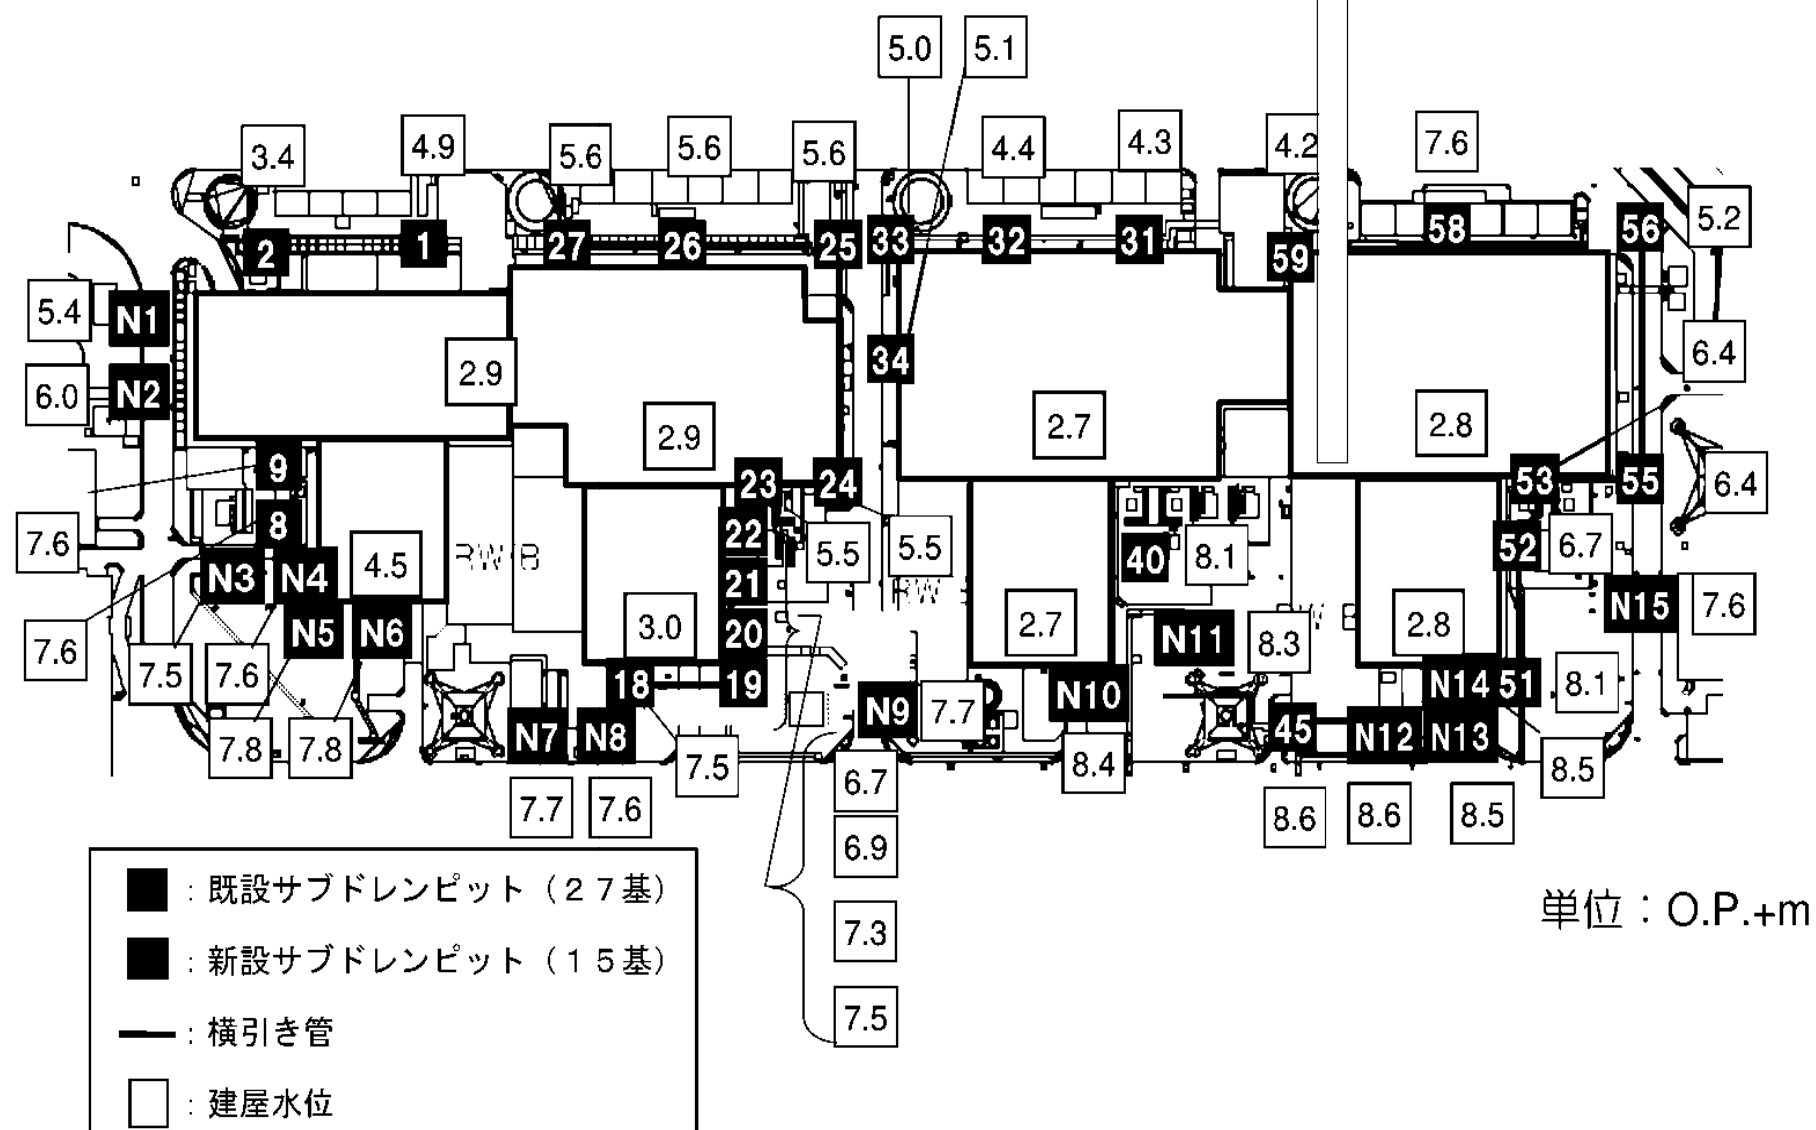 5.0 5.1
3.4 4.9 5.6 5.6 5.6 4.4 4.3 4.2 7.6
5.2
2 1 27 26 25 33 32 31 59 58 56
5.4 N1
34 6.4
6.0 N2 2.9
2.9 2.7 2.8
9 23 24 53 55 6.4
7.6 8 22 5.5 5.5 40 8.1 52 6.7
N3 N4 4.5 RW B 21 RW N15 7.6
7.6 N5 N6 3.0 20 2.7 N11 8.3 2.8
7.5 7.6 18 19 N10 N14 51 8.1
7.8 7.8 N7 N8 N9 7.7 45 N12 N13
7.5 6.7 8.4 8.5
7.7 7.6 8.6 8.6 8.5
6.9
7.3
7.5
: 既設サブドレンピット（２７基）
: 新設サブドレンピット（１５基）
: 横引き管
: 建屋水位
単位：O.P.+m